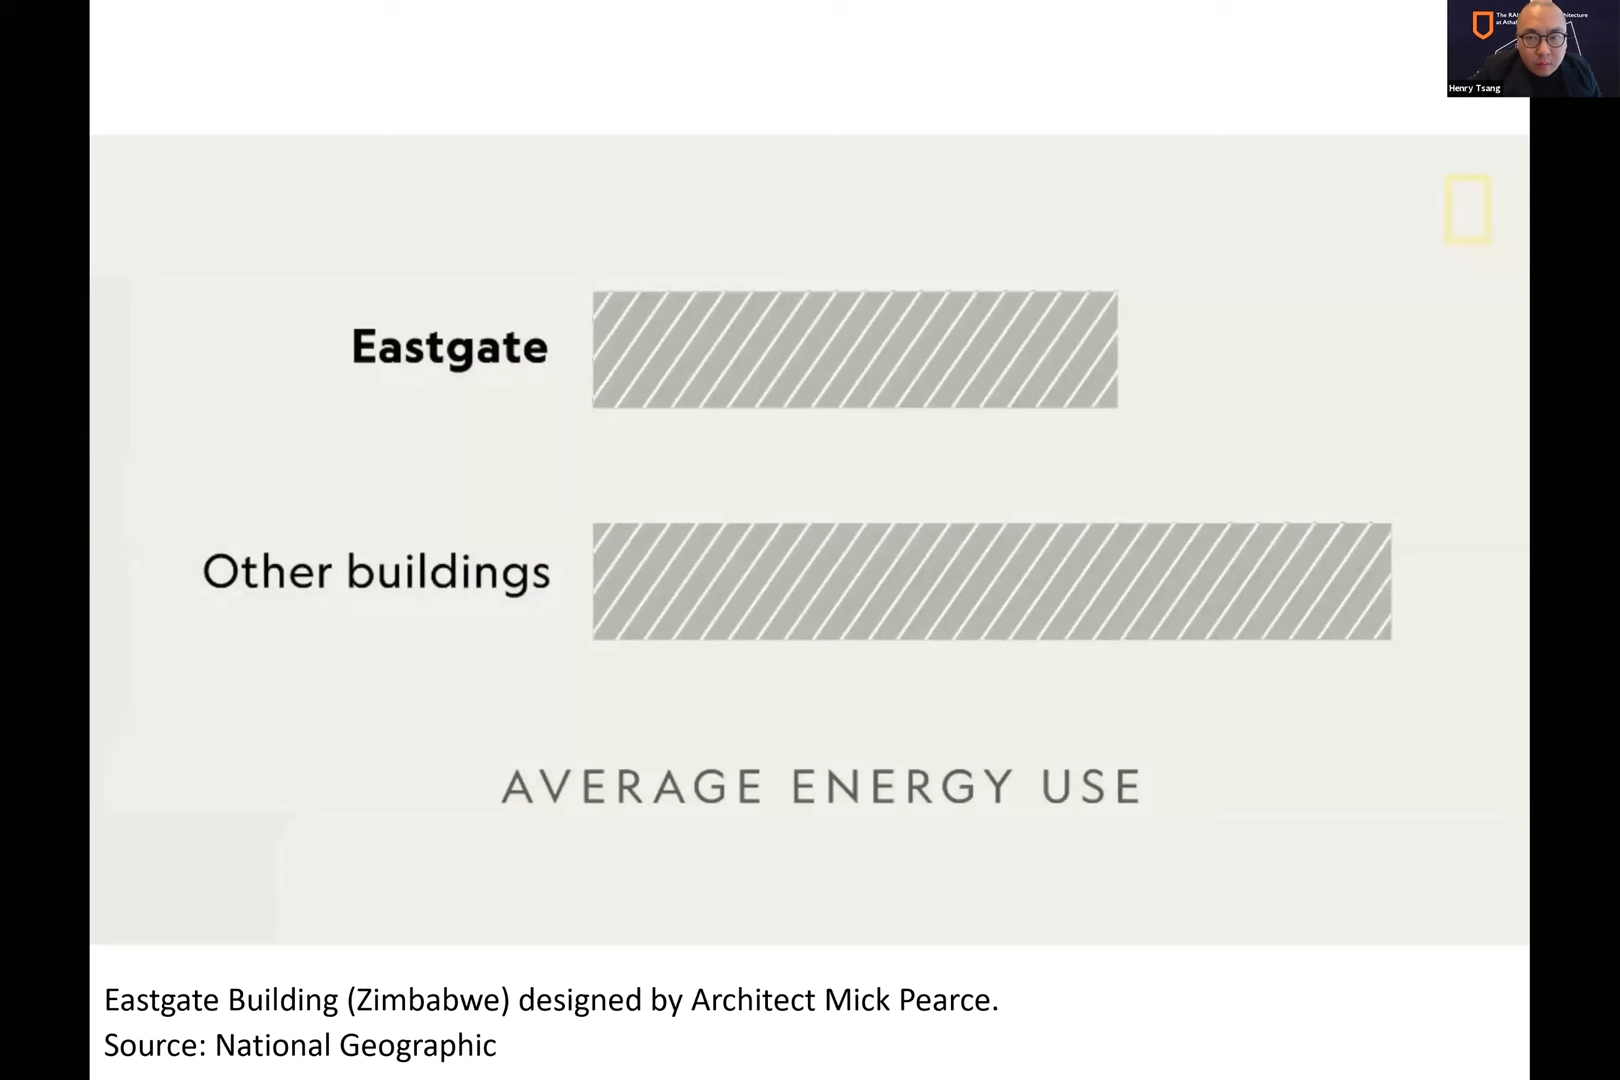 Henry Tsang
Eastgate
Other buildings
AVERAGE ENERGY USE
Eastgate Building (Zimbabwe) designed by Architect Mick Pearce.
Source: National Geographic